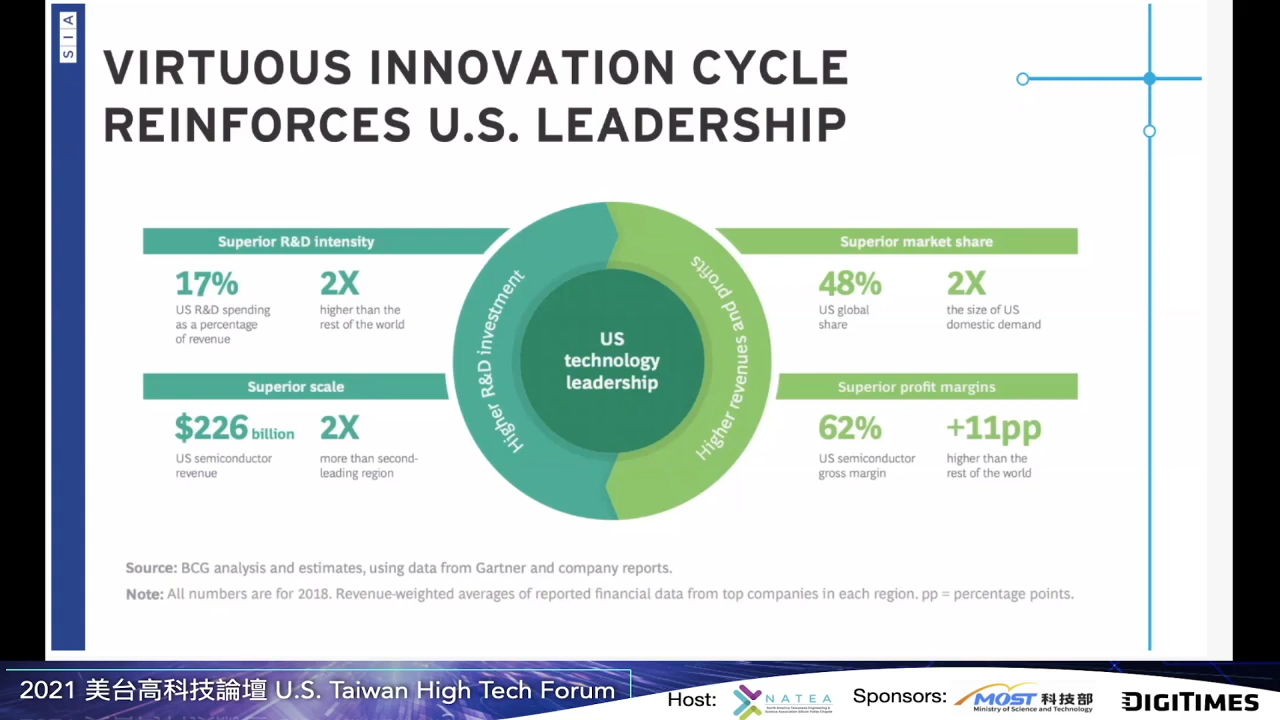 SIA
VIRTUOUS INNOVATION CYCLE
REINFORCES U.S. LEADERSHIP
Superior R&D intensity
17%
US R&D spending
as a percentage
of revenue
2X
higher than the
rest of the world
Superior scale
$226 billion
US semiconductor
revenue
2X
more than second-
leading region
Higher R&D investment
US
technology
leadership
Higher revenues and profits
Superior market share
48%
US global
share
2X
the size of US
domestic demand
Superior profit margins
62%
US semiconductor
gross margin
+11pp
higher than the
rest of the world
Source: BCG analysis and estimates, using data from Gartner and company reports.
Note: All numbers are for 2018. Revenue-weighted averages of reported financial data from top companies in each region. pp = percentage points.
2021 美台高科技論壇 U.S. Taiwan High Tech Forum
Host:
NATEA
Sponsors:
MOST 科技部
Ministry of Science and Technology
DIGITIMES